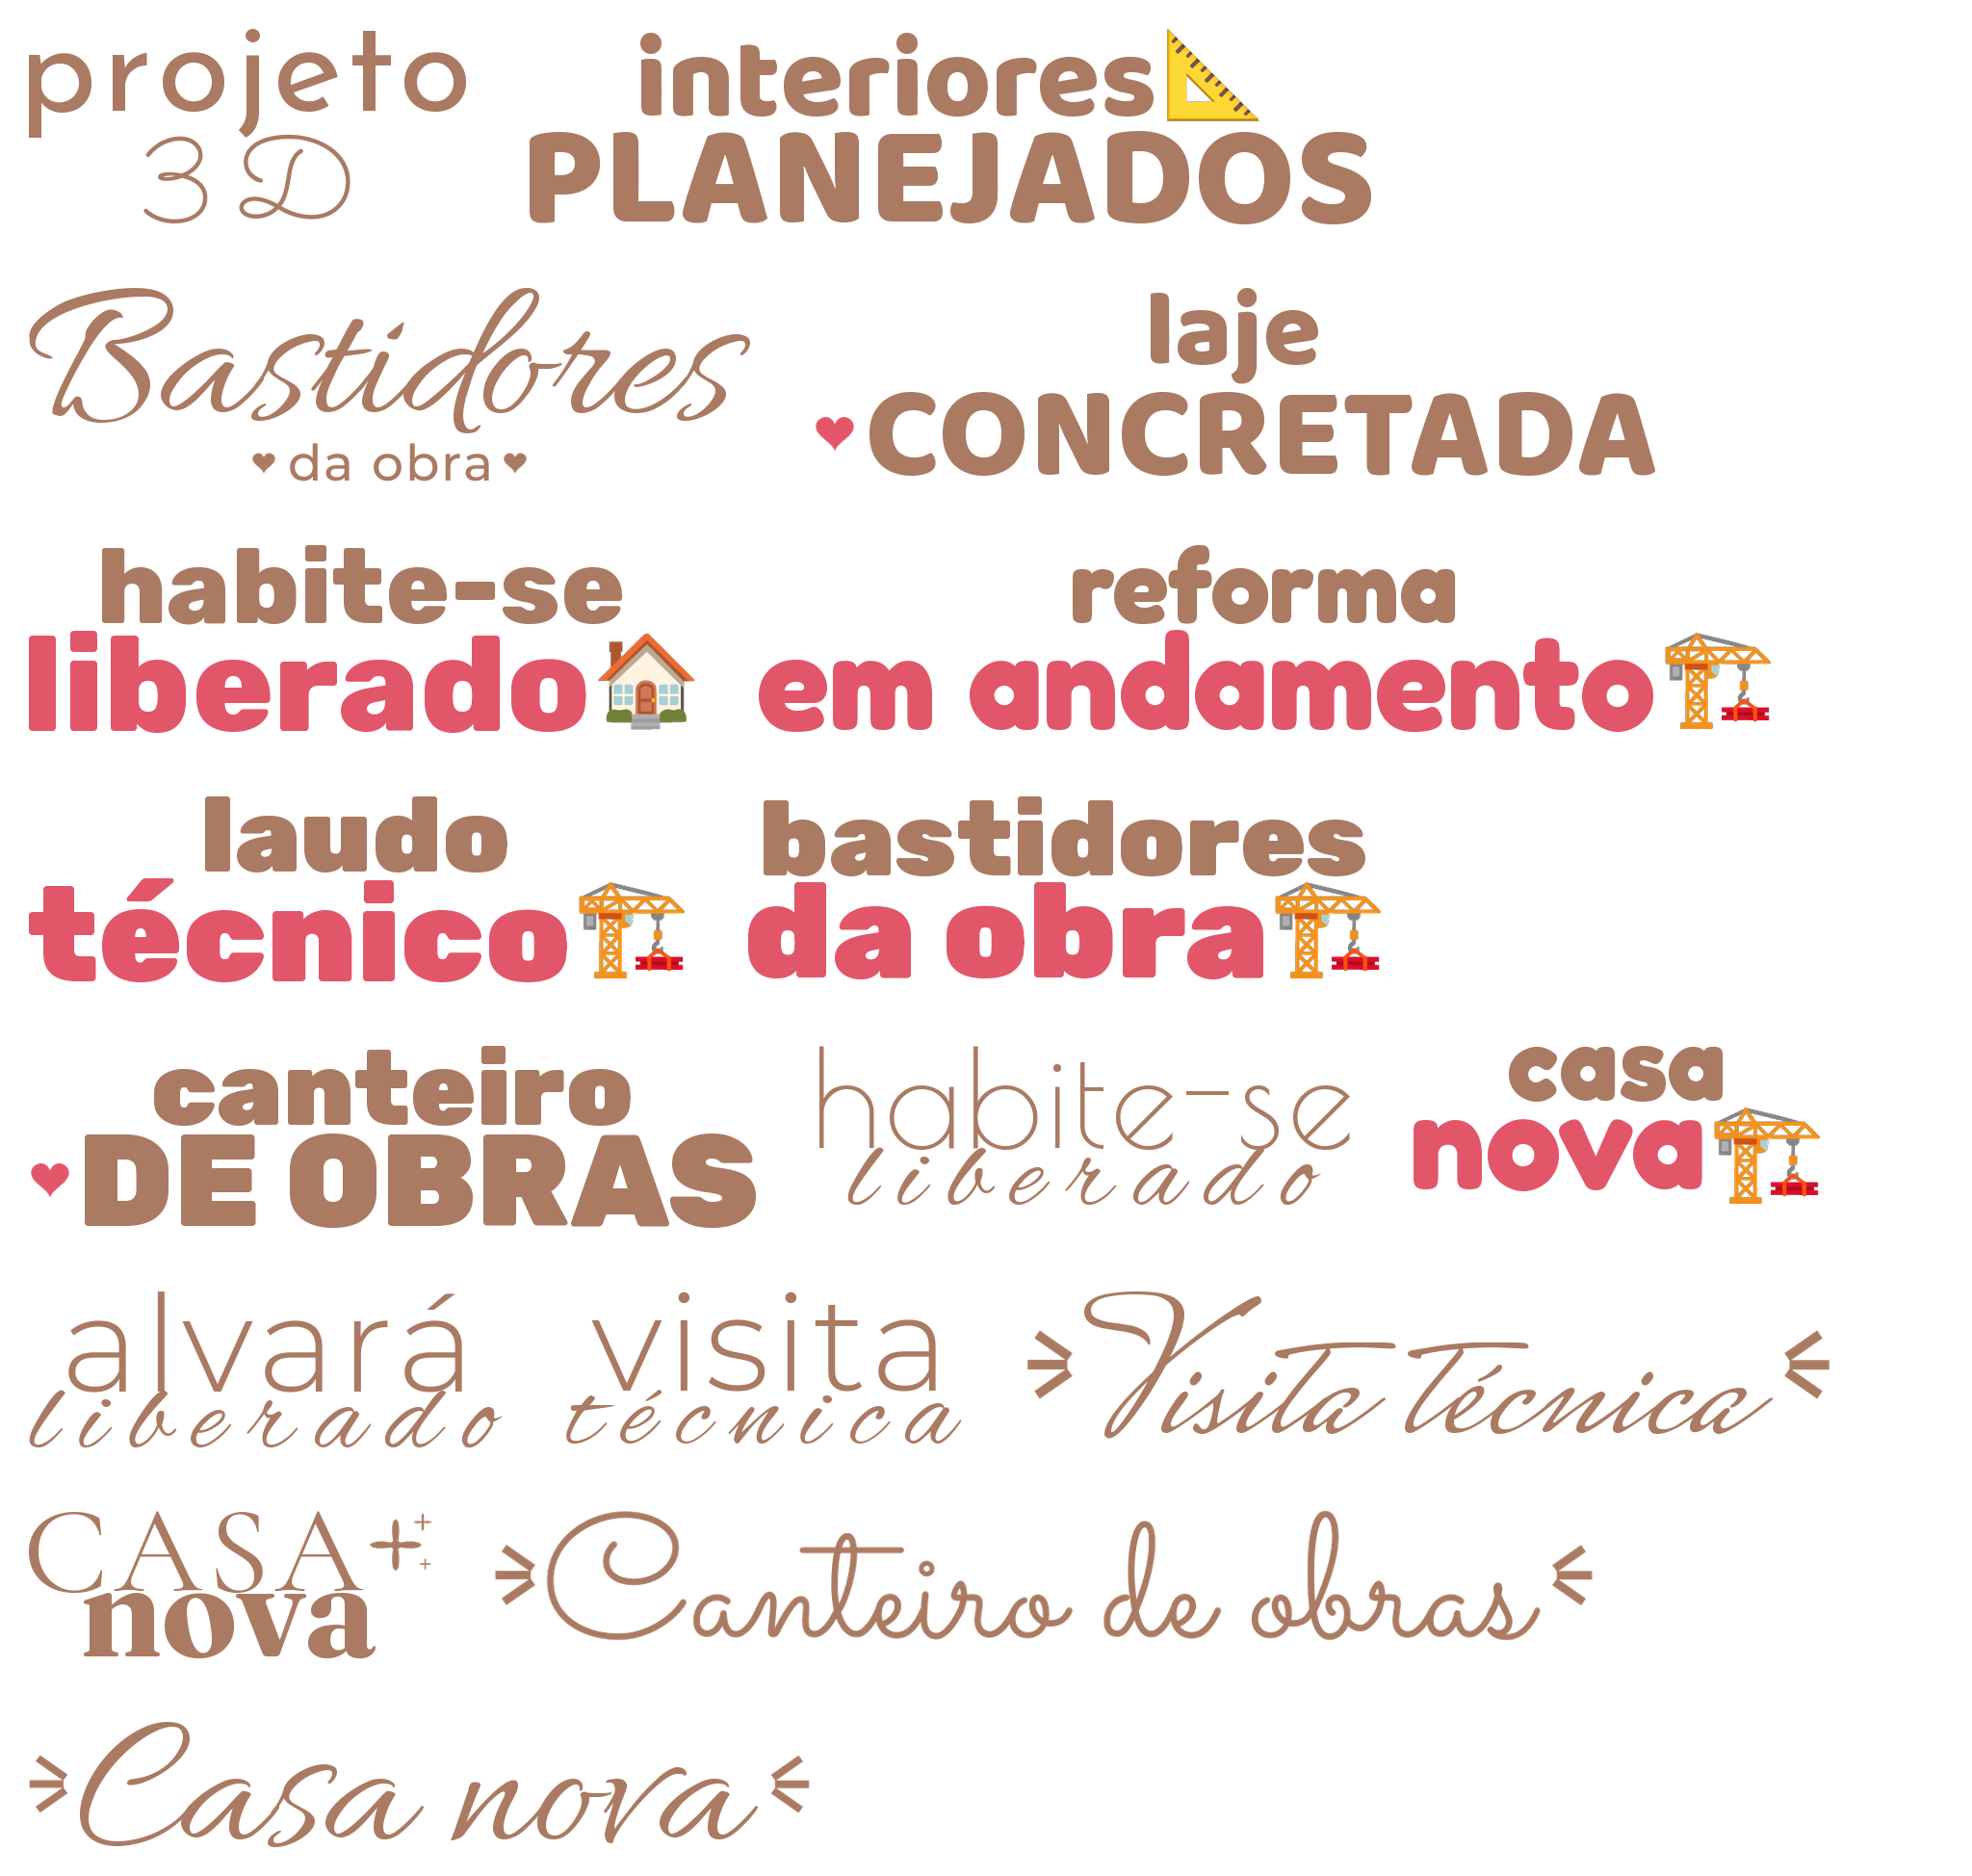 projeto
3D
interiores📐
PLANEJADOS
Bastidores
♥ da obra ♥
laje
♥CONCRETADA
habite-se
liberado🏠
reforma
em andamento🏗️
laudo
técnico🏗️
bastidores
da obra🏗️
canteiro
♥DE OBRAS
habite-se
liberado
casa
nova🏗️
alvará
liberado
visita
técnica
Visita Técnica
CASA
nova
Canteiro de obras
Casa nova